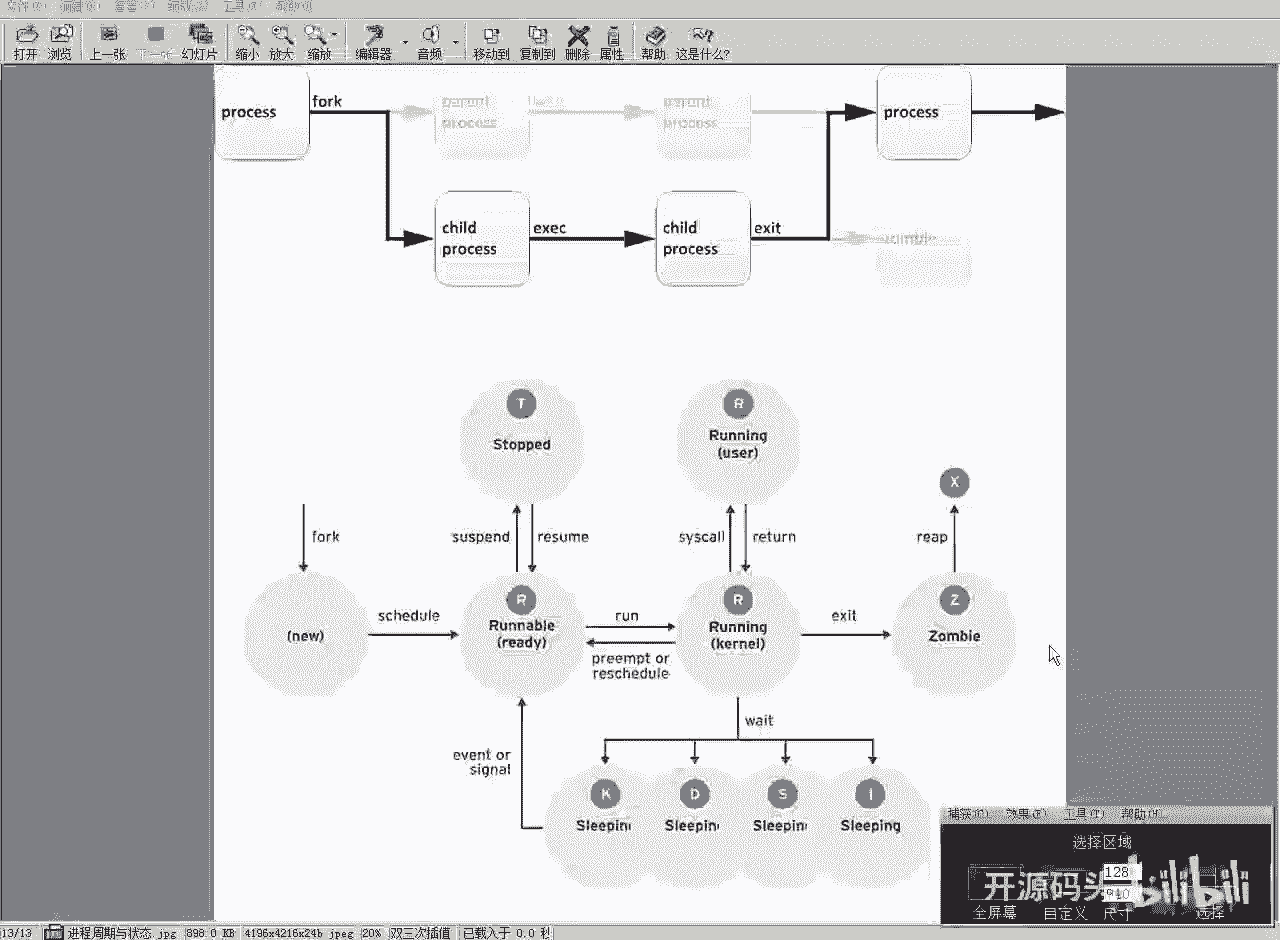 打开 浏览 上一张 下一张 幻灯片 缩小 放大 缩放 编辑器 音频 移动到 复制到 删除 属性 帮助 这是什么?
process
fork
parent
process
parent
process
process
child
process
exec
child
process
exit
zombie
T
Stopped
R
Running
(user)
X
fork
suspend
resume
syscall
return
reap
(new)
schedule
R
Runnable
(ready)
run
preempt or
reschedule
R
Running
(kernel)
exit
Z
Zombie
wait
event or
signal
K
D
S
I
Sleepin
Sleepin
Sleepin
Sleeping
捕获 效果 工具 帮助
选择区域
128
开源码头 bilibili
全屏幕 自定义 尺寸 选择
13/13 进程周期与状态.jpg 898.0 KB 4196x4216x24b jpeg 20% 双三次插值 已载入于 0.0 秒